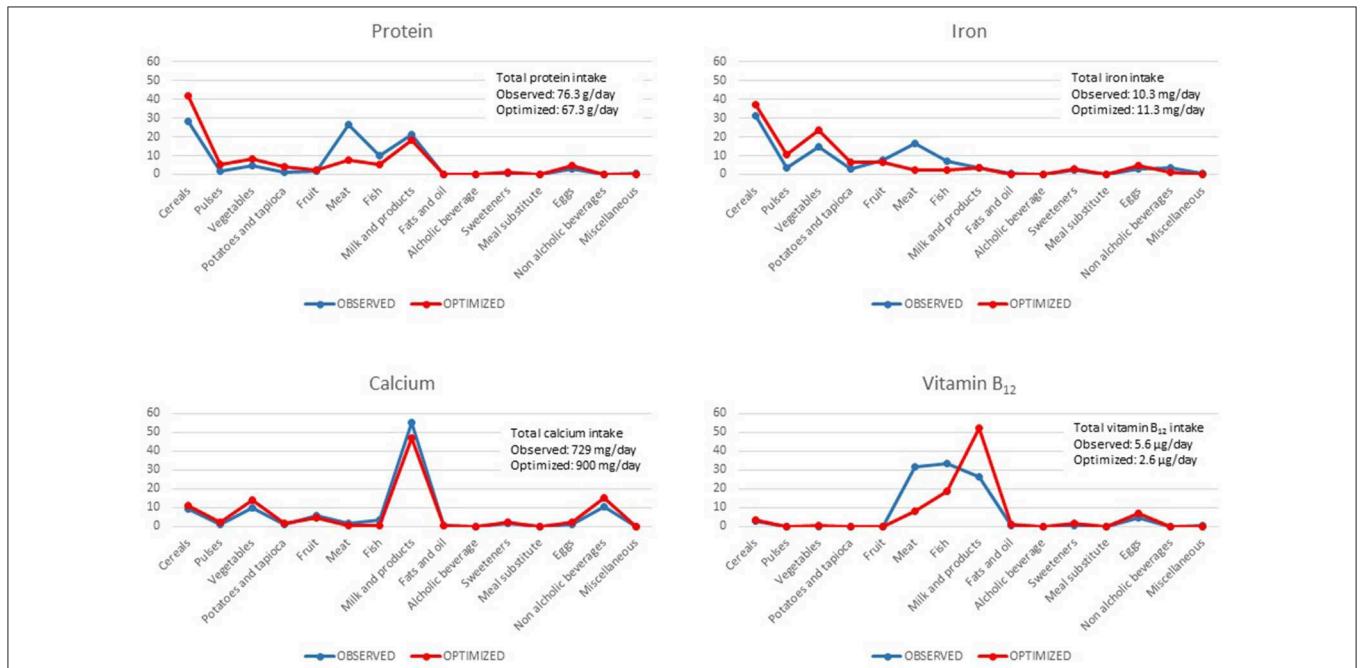 Protein
60
50
40
30
20
10
0
Total protein intake
Observed: 76.3 g/day
Optimized: 67.3 g/day
Cereals
Pulses
Vegetables
Potatoes and tapioca
Fruit
Meat
Fish
Milk and products
Fats and oil
Alcholic beverage
Sweeteners
Meal substitute
Eggs
Non alcholic beverages
Miscellaneous
OBSERVED OPTIMIZED
Iron
60
50
40
30
20
10
0
Total iron intake
Observed: 10.3 mg/day
Optimized: 11.3 mg/day
Cereals
Pulses
Vegetables
Potatoes and tapioca
Fruit
Meat
Fish
Milk and products
Fats and oil
Alcholic beverage
Sweeteners
Meal substitute
Eggs
Non alcholic beverages
Miscellaneous
OBSERVED OPTIMIZED
Calcium
60
50
40
30
20
10
0
Total calcium intake
Observed: 729 mg/day
Optimized: 900 mg/day
Cereals
Pulses
Vegetables
Potatoes and tapioca
Fruit
Meat
Fish
Milk and products
Fats and oil
Alcholic beverage
Sweeteners
Meal substitute
Eggs
Non alcholic beverages
Miscellaneous
OBSERVED OPTIMIZED
Vitamin B₁₂
60
50
40
30
20
10
0
Total vitamin B₁₂ intake
Observed: 5.6 µg/day
Optimized: 2.6 µg/day
Cereals
Pulses
Vegetables
Potatoes and tapioca
Fruit
Meat
Fish
Milk and products
Fats and oil
Alcholic beverage
Sweeteners
Meal substitute
Eggs
Non alcholic beverages
Miscellaneous
OBSERVED OPTIMIZED